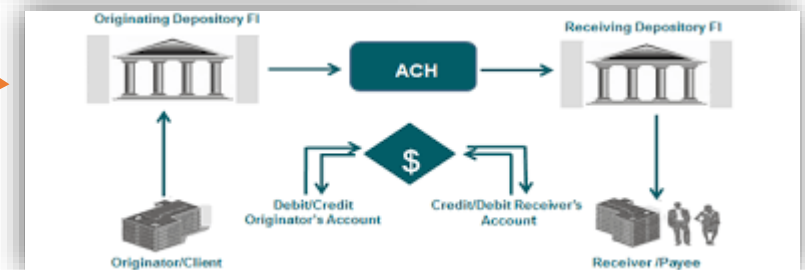 Originating Depository FI
Receiving Depository FI
ACH
$
Debit/Credit
Originator's Account
Credit/Debit Receiver's
Account
Originator/Client
Receiver /Payee